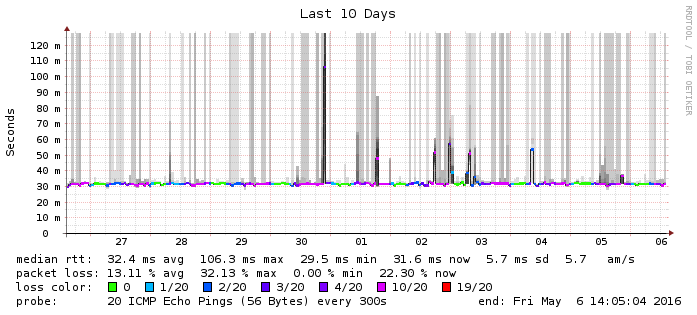 Last 10 Days
RRDTOOL / TOBI OETIKER
Seconds
120 m
110 m
100 m
90 m
80 m
70 m
60 m
50 m
40 m
30 m
20 m
10 m
0
27 28 29 30 01 02 03 04 05 06
median rtt: 32.4 ms avg 106.3 ms max 29.5 ms min 31.6 ms now 5.7 ms sd 5.7 am/s
packet loss: 13.11 % avg 32.13 % max 0.00 % min 22.30 % now
loss color: 0 1/20 2/20 3/20 4/20 10/20 19/20
probe: 20 ICMP Echo Pings (56 Bytes) every 300s end: Fri May 6 14:05:04 2016